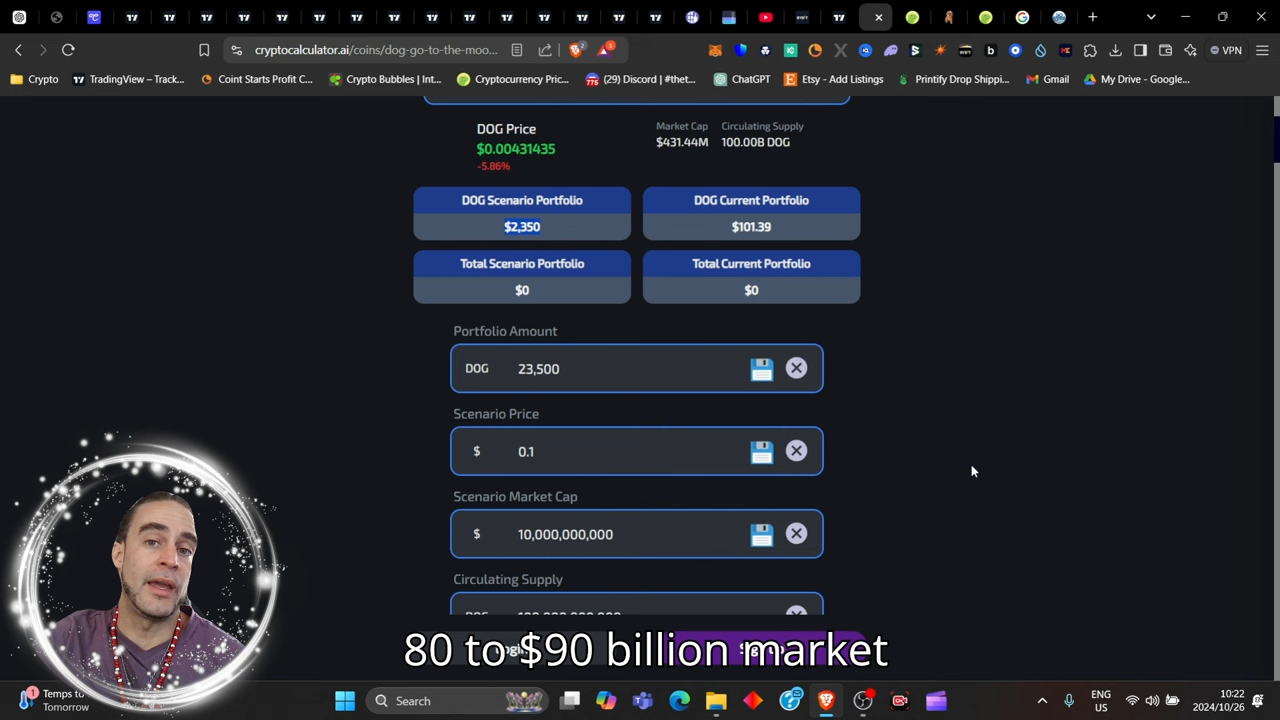 cryptocalculator.ai/coins/dog-go-to-the-moo...
2
1
VPN
Crypto
TradingView – Track...
Coint Starts Profit C...
Crypto Bubbles | Int...
Cryptocurrency Pric...
(29) Discord | #thet...
ChatGPT
Etsy - Add Listings
Printify Drop Shippi...
Gmail
My Drive - Google...
DOG Price
$0.00431435
-5.86%
Market Cap
$431.44M
Circulating Supply
100.00B DOG
DOG Scenario Portfolio
$2,350
DOG Current Portfolio
$101.39
Total Scenario Portfolio
$0
Total Current Portfolio
$0
Portfolio Amount
DOG 23,500
Scenario Price
$ 0.1
Scenario Market Cap
$ 10,000,000,000
Circulating Supply
80 to $90 billion market
1
Temps to
Tomorrow
Search
ENG
US
10:22
2024/10/26